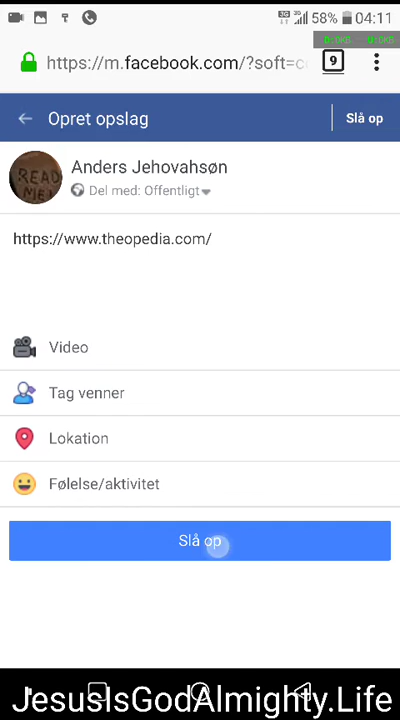 58% 04:11
https://m.facebook.com/?soft=c
9
Opret opslag
Slå op
READ
ME!
Anders Jehovahsøn
Del med: Offentligt
https://www.theopedia.com/
Video
Tag venner
Lokation
Følelse/aktivitet
Slå op
JesusIsGodAlmighty.Life